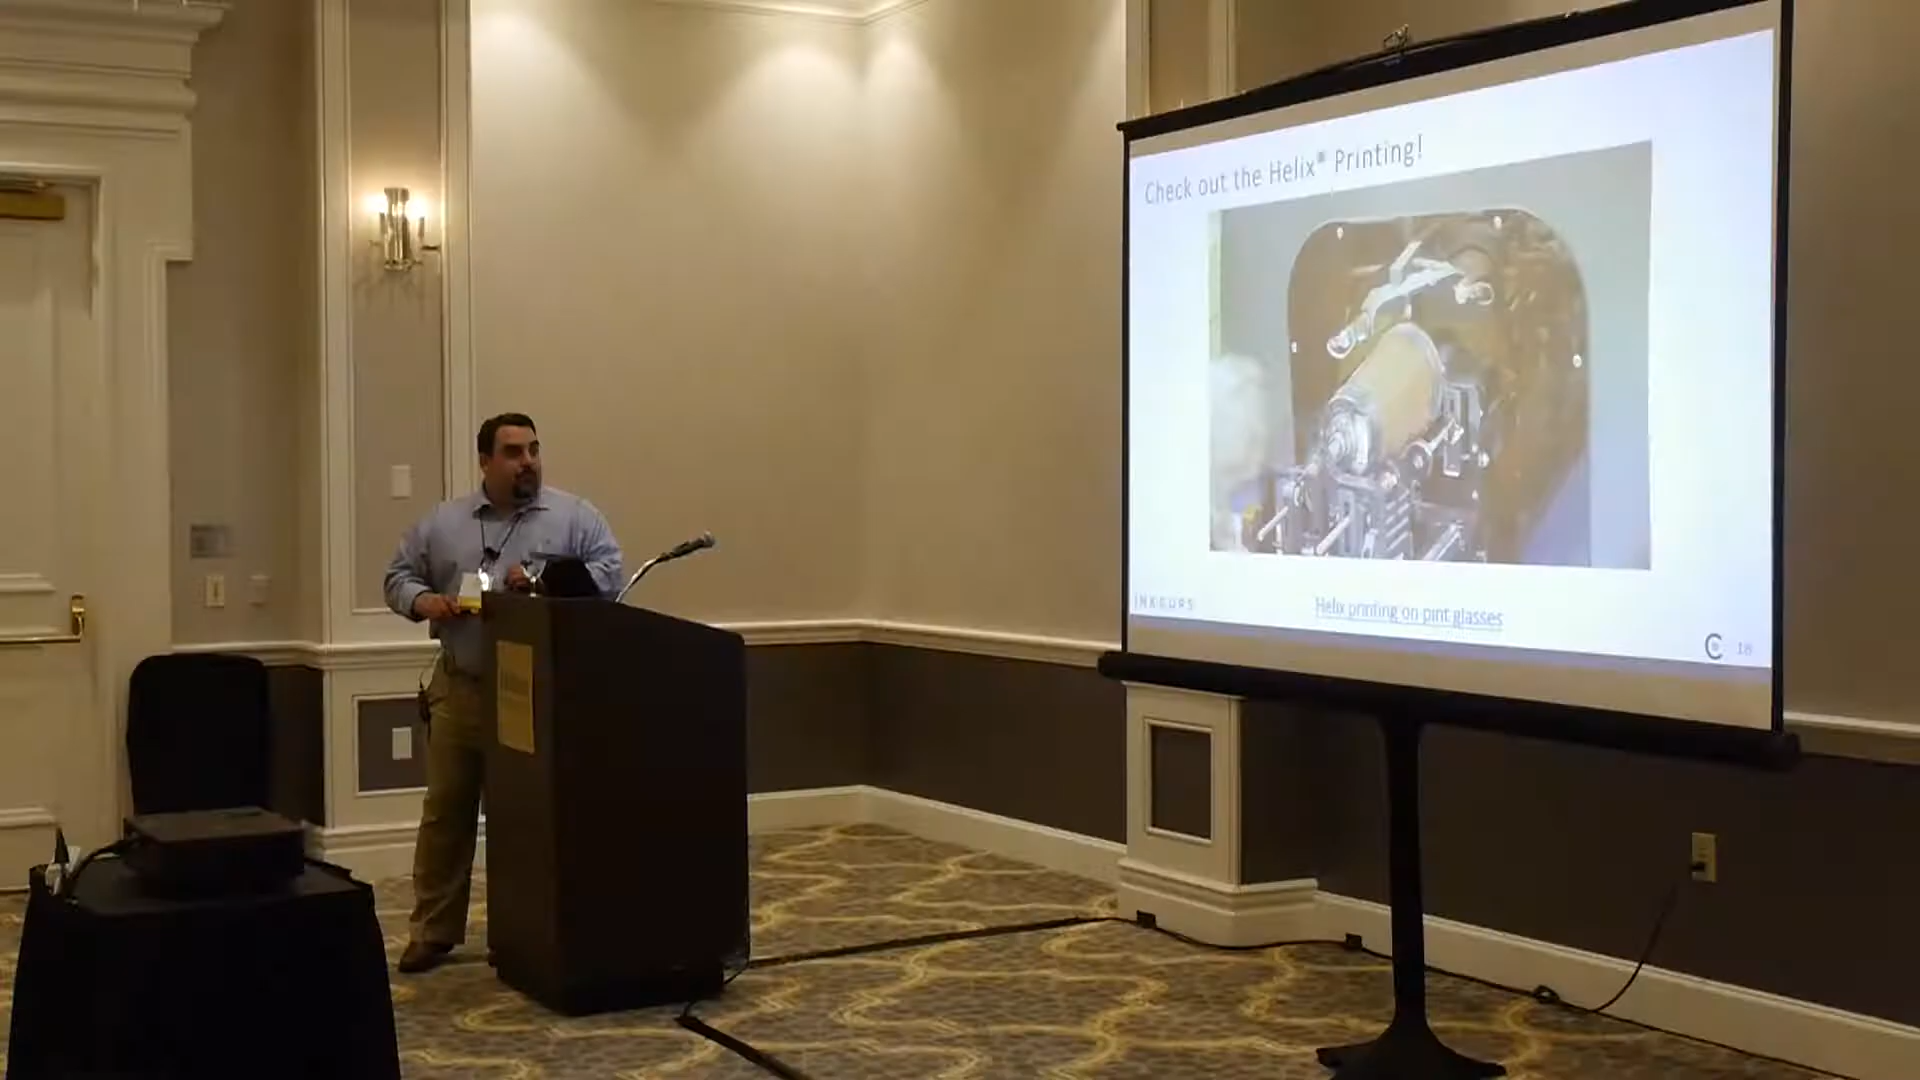 Check out the Helix® Printing!
INKCUPS
Helix printing on pint glasses
18